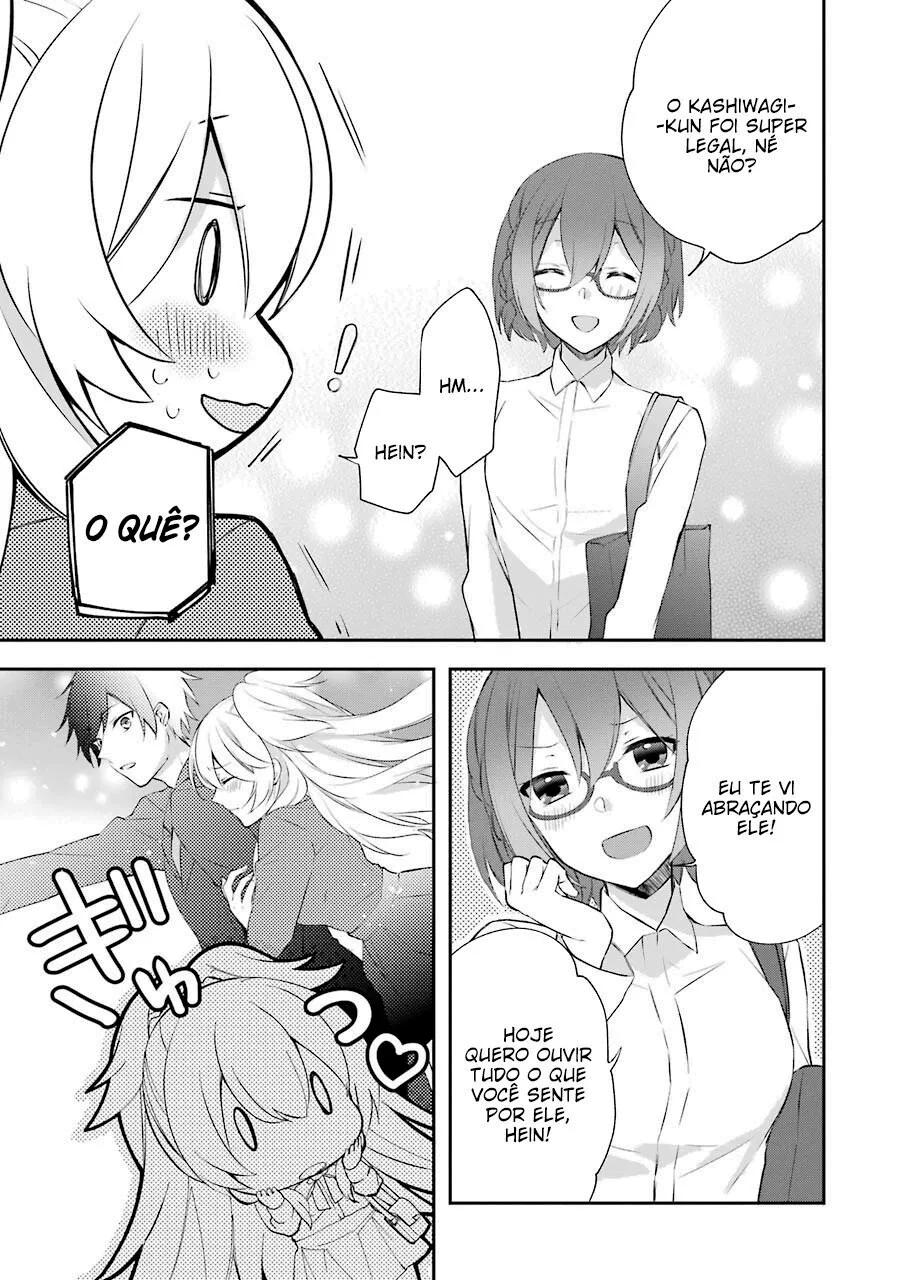 O KASHIWAGI-
-KUN FOI SUPER
LEGAL, NÉ
NÃO?
HM...
HEIN?
O QUÊ?
EU TE VI
ABRAÇANDO
ELE!
HOJE
QUERO OUVIR
TUDO O QUE
VOCÊ SENTE
POR ELE,
HEIN!
ギュっ♡